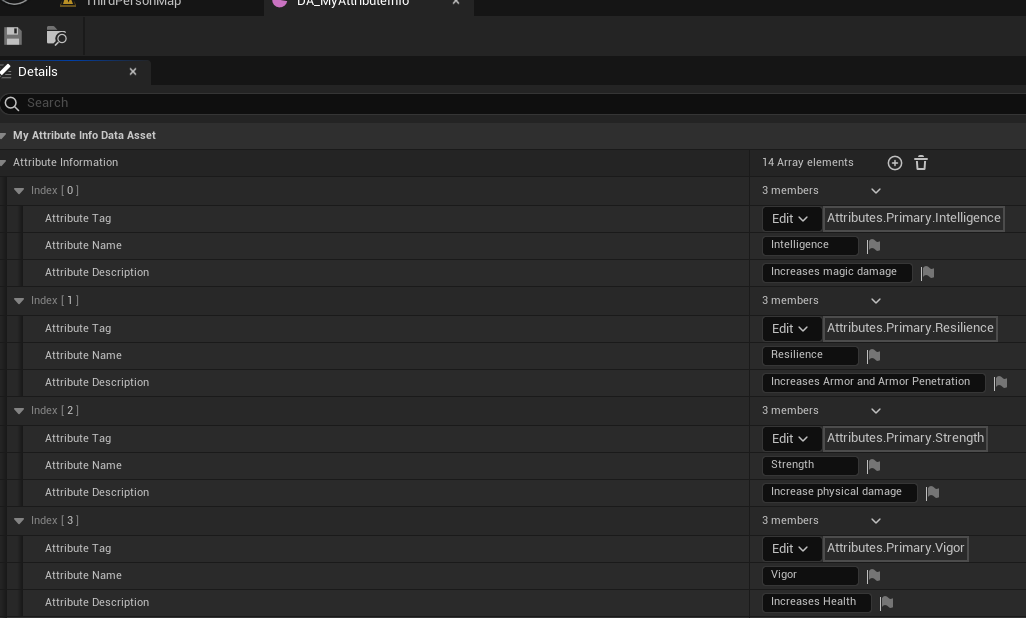 ThirdPersonMap DA_MyAttributeInfo
Details
Search
My Attribute Info Data Asset
Attribute Information 14 Array elements
Index [ 0 ] 3 members
Attribute Tag Edit Attributes.Primary.Intelligence
Attribute Name Intelligence
Attribute Description Increases magic damage
Index [ 1 ] 3 members
Attribute Tag Edit Attributes.Primary.Resilience
Attribute Name Resilience
Attribute Description Increases Armor and Armor Penetration
Index [ 2 ] 3 members
Attribute Tag Edit Attributes.Primary.Strength
Attribute Name Strength
Attribute Description Increase physical damage
Index [ 3 ] 3 members
Attribute Tag Edit Attributes.Primary.Vigor
Attribute Name Vigor
Attribute Description Increases Health